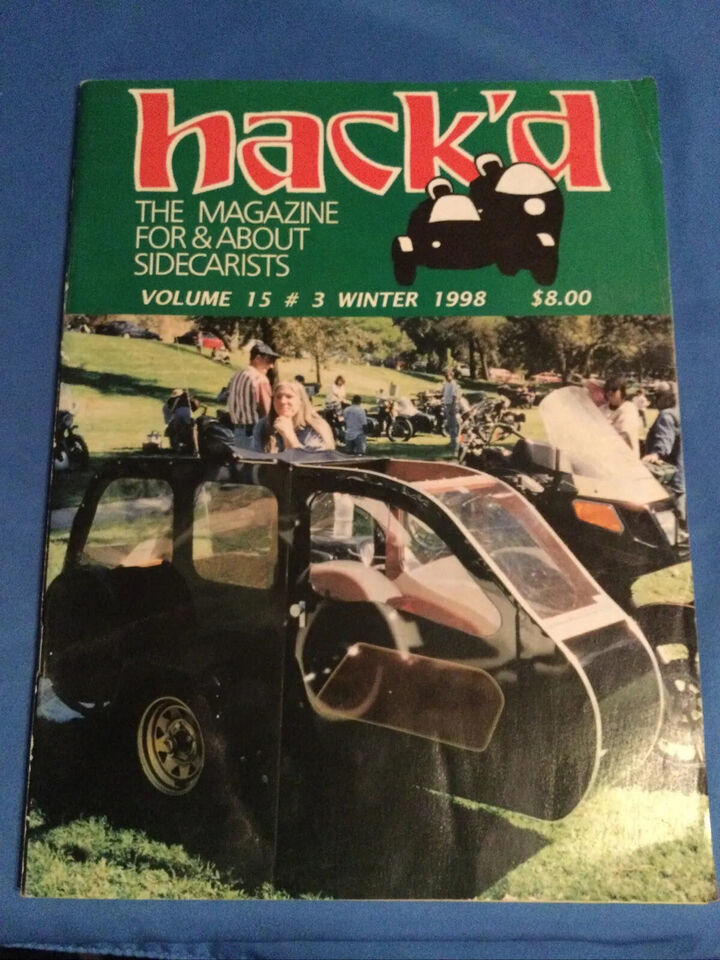 hack'd
THE MAGAZINE
FOR & ABOUT
SIDECARISTS
VOLUME 15 # 3 WINTER 1998 $8.00